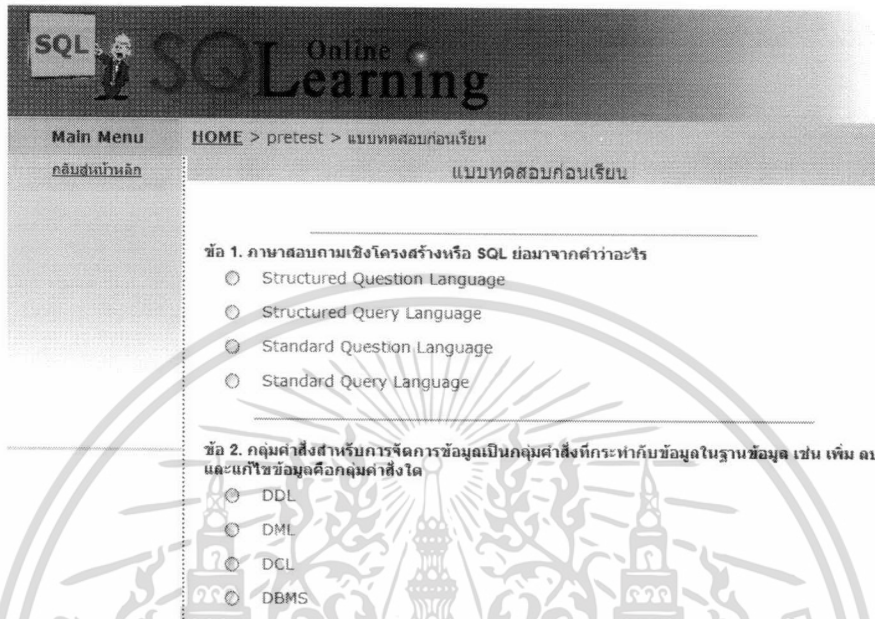 SQL
SQL Online Learning
Main Menu
HOME > pretest > แบบทดสอบก่อนเรียน
กลับสู่หน้าหลัก
แบบทดสอบก่อนเรียน
ข้อ 1. ภาษาสอบถามเชิงโครงสร้างหรือ SQL ย่อมาจากคำว่าอะไร
Structured Question Language
Structured Query Language
Standard Question Language
Standard Query Language
ข้อ 2. กลุ่มคำสั่งสำหรับการจัดการข้อมูลเป็นกลุ่มคำสั่งที่กระทำกับข้อมูลในฐานข้อมูล เช่น เพิ่ม ลบ
และแก้ไขข้อมูลคือกลุ่มคำสั่งใด
DDL
DML
DCL
DBMS